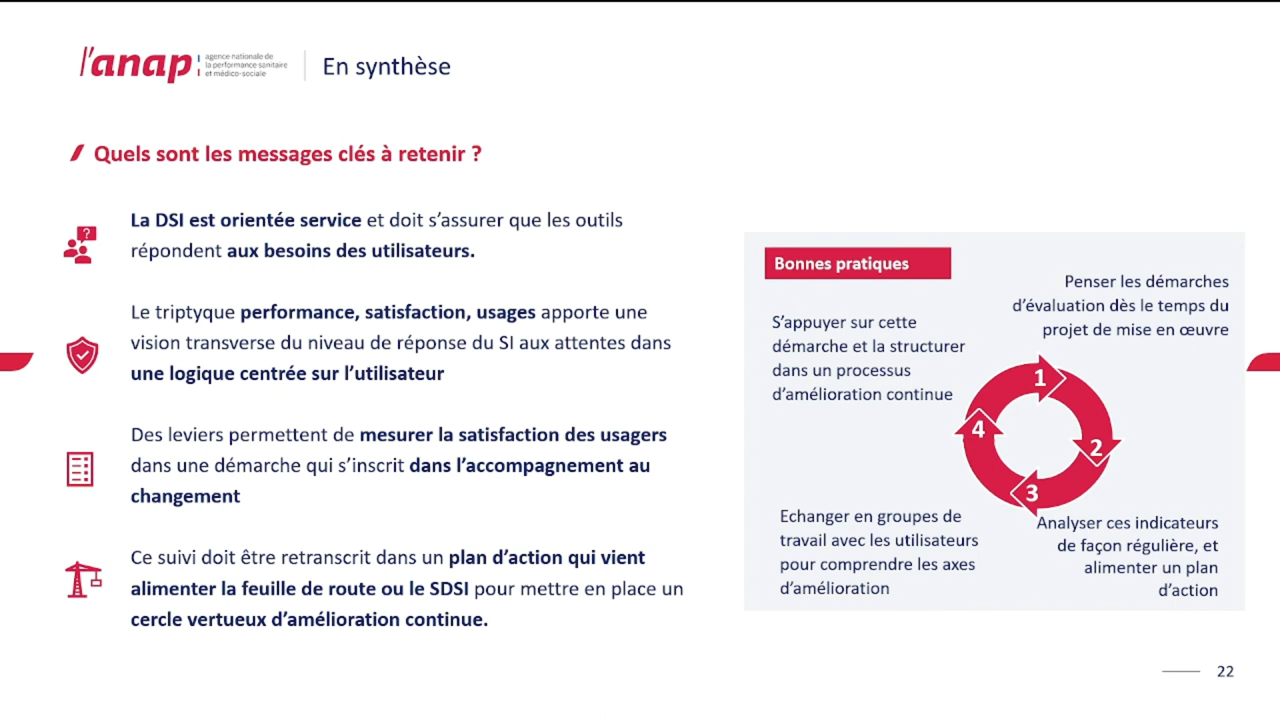 l'anap
agence nationale de
la performance sanitaire
et médico-sociale
En synthèse
Quels sont les messages clés à retenir ?
La DSI est orientée service et doit s'assurer que les outils
répondent aux besoins des utilisateurs.
Le triptyque performance, satisfaction, usages apporte une
vision transverse du niveau de réponse du SI aux attentes dans
une logique centrée sur l'utilisateur
Des leviers permettent de mesurer la satisfaction des usagers
dans une démarche qui s'inscrit dans l'accompagnement au
changement
Ce suivi doit être retranscrit dans un plan d'action qui vient
alimenter la feuille de route ou le SDSI pour mettre en place un
cercle vertueux d'amélioration continue.
Bonnes pratiques
Penser les démarches
d'évaluation dès le temps du
projet de mise en œuvre
S'appuyer sur cette
démarche et la structurer
dans un processus
d'amélioration continue
1
4
2
3
Echanger en groupes de
travail avec les utilisateurs
pour comprendre les axes
d'amélioration
Analyser ces indicateurs
de façon régulière, et
alimenter un plan
d'action
?
22